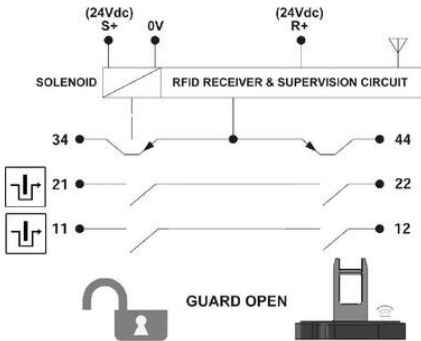 (24Vdc) (24Vdc)
S+ 0V R+
SOLENOID RFID RECEIVER & SUPERVISION CIRCUIT
34 44
21 22
11 12
GUARD OPEN